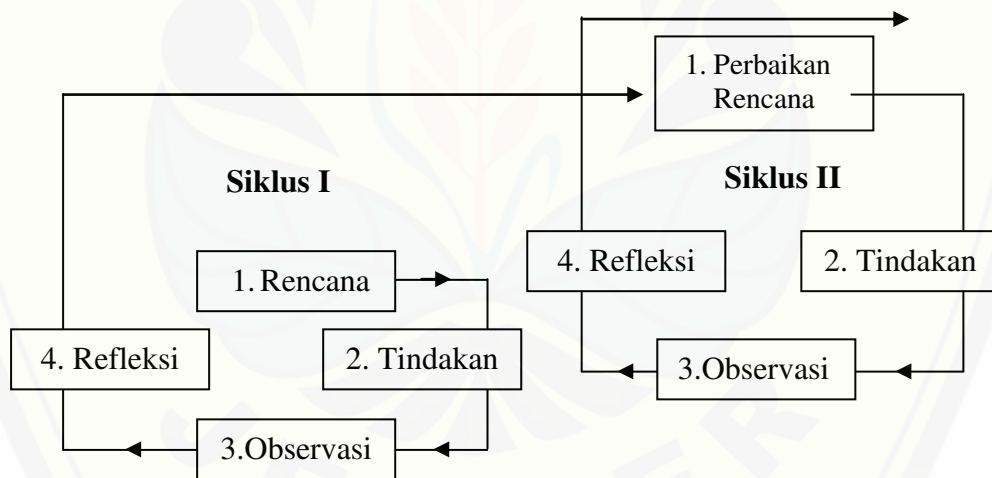 Siklus I
1. Rencana
2. Tindakan
3.Observasi
4. Refleksi
Siklus II
1. Perbaikan
Rencana
2. Tindakan
3.Observasi
4. Refleksi